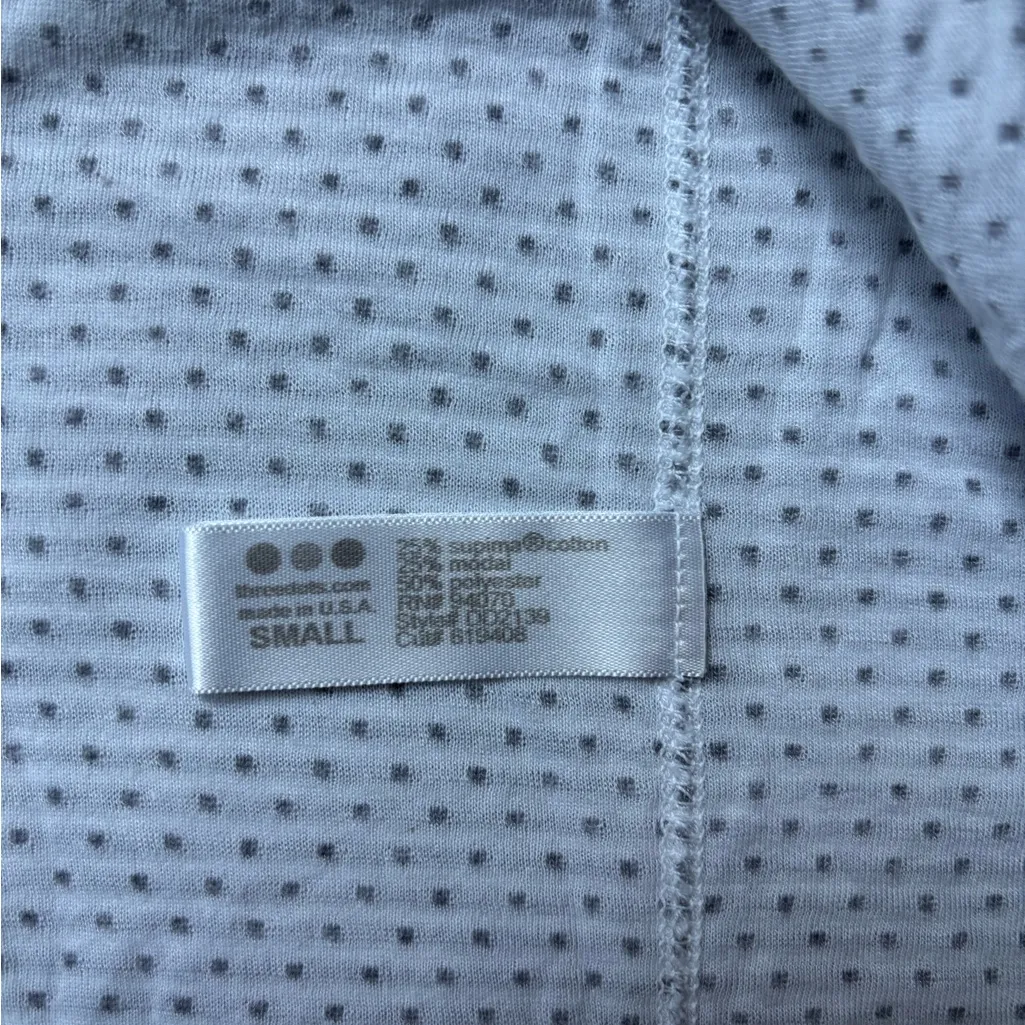 threedots.com
made in U.S.A.
SMALL
25% supima® cotton
25% modal
50% polyester
RN# 94070
Style# DD2139
Cut# 619408